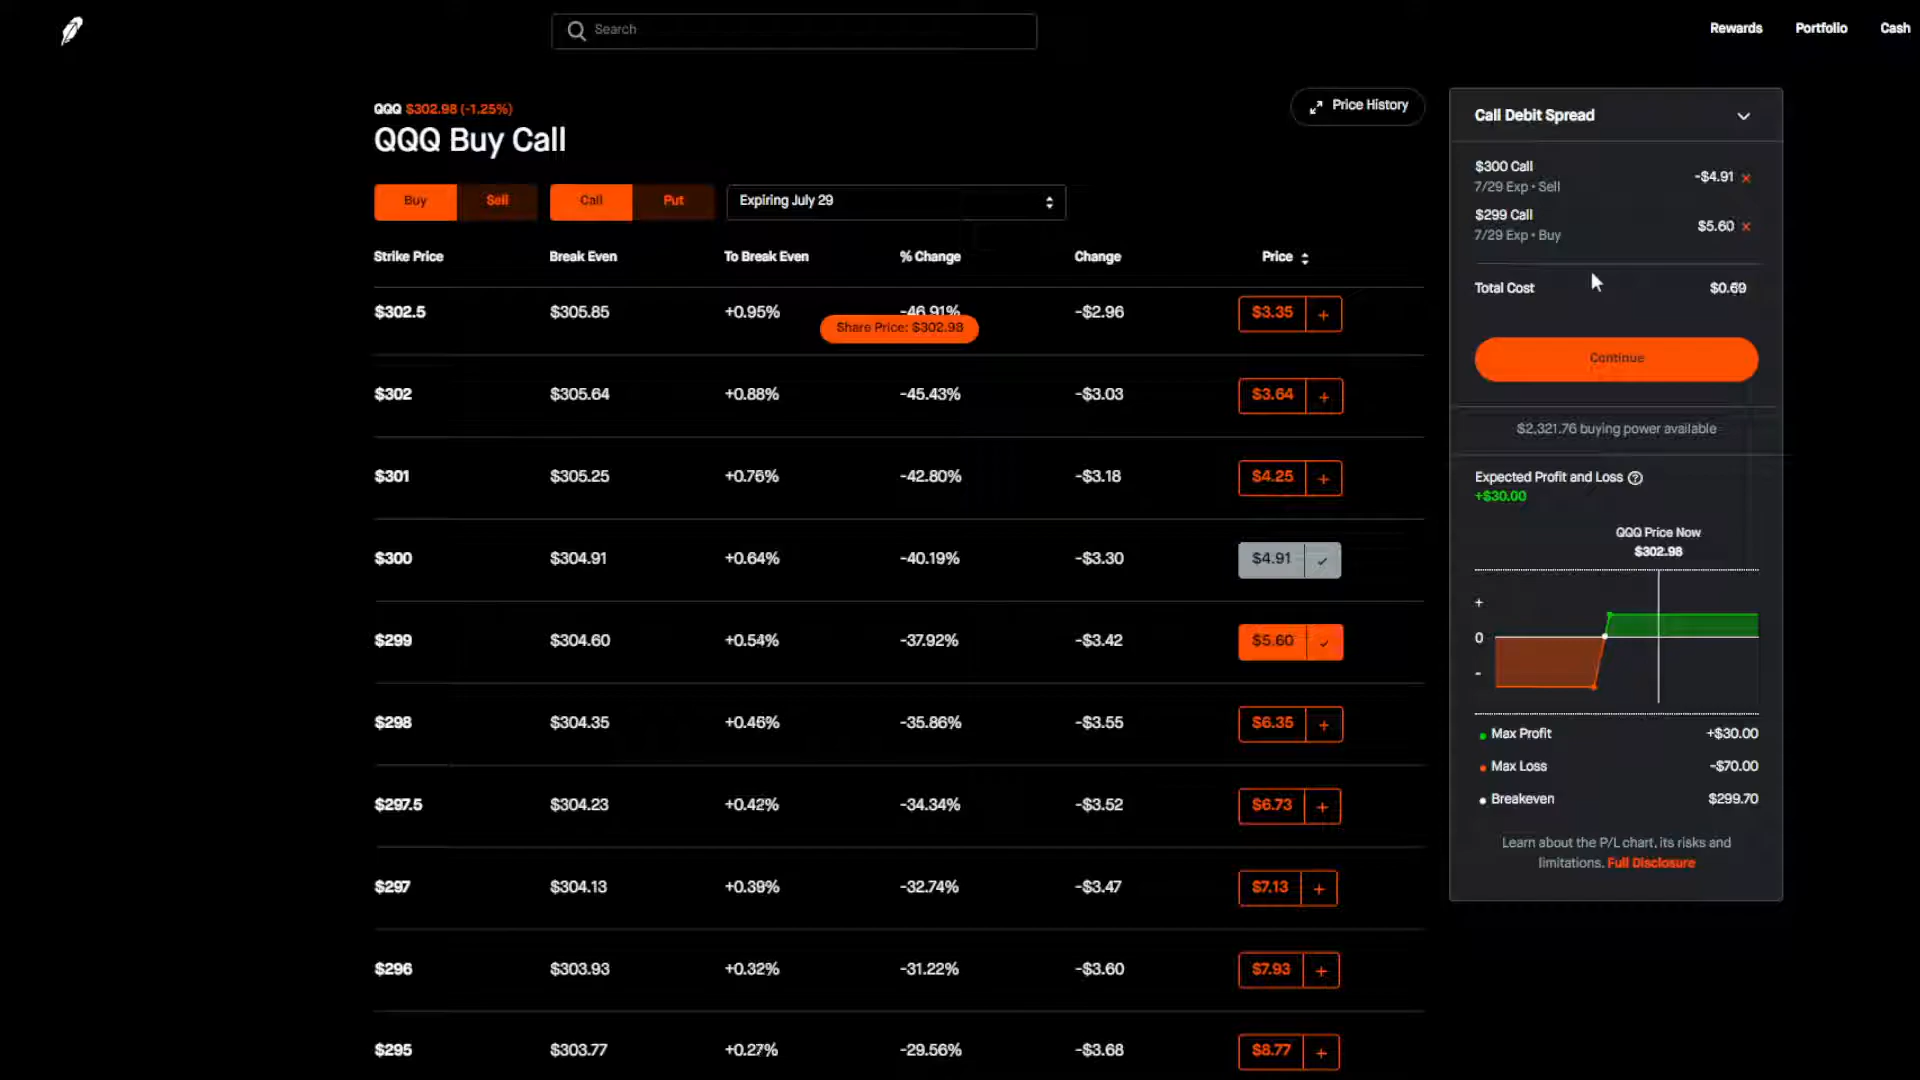 Search
Rewards
Portfolio
Cash
QQQ $302.98 (-1.25%)
QQQ Buy Call
Price History
Buy
Sell
Call
Put
Expiring July 29
Strike Price
Break Even
To Break Even
% Change
Change
Price
$302.5 $305.85 +0.95% -46.91% -$2.96 $3.35 +
Share Price: $302.98
$302 $305.64 +0.88% -45.43% -$3.03 $3.64 +
$301 $305.25 +0.75% -42.80% -$3.18 $4.25 +
$300 $304.91 +0.64% -40.19% -$3.30 $4.91
$299 $304.60 +0.54% -37.92% -$3.42 $5.60
$298 $304.35 +0.45% -35.86% -$3.55 $6.35 +
$297.5 $304.23 +0.42% -34.34% -$3.52 $6.73 +
$297 $304.13 +0.39% -32.74% -$3.47 $7.13 +
$296 $303.93 +0.32% -31.22% -$3.60 $7.93 +
$295 $303.77 +0.27% -29.56% -$3.68 $8.77 +
Call Debit Spread
$300 Call
7/29 Exp • Sell
-$4.91 ×
$299 Call
7/29 Exp • Buy
$5.60 ×
Total Cost $0.69
Continue
$2,321.76 buying power available
Expected Profit and Loss ?
+$30.00
QQQ Price Now
$302.98
+
0
-
Max Profit +$30.00
Max Loss -$70.00
Breakeven $299.70
Learn about the P/L chart, its risks and
limitations. Full Disclosure